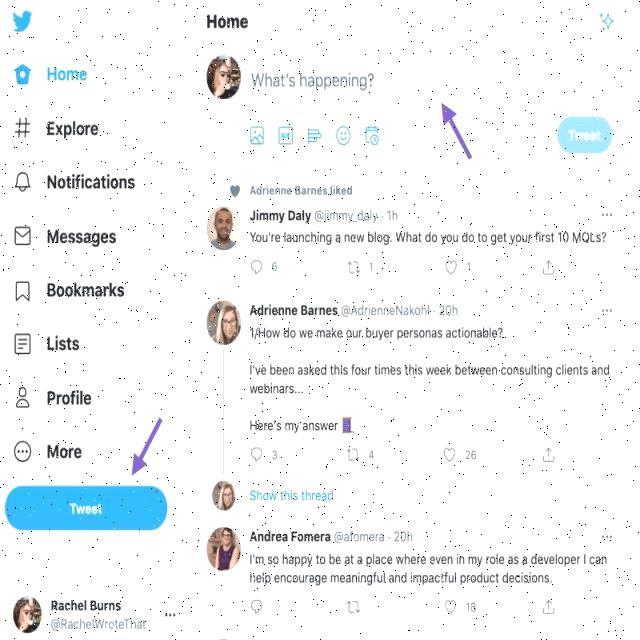 Home
Home
Explore
Notifications
Messages
Bookmarks
Lists
Profile
More
Tweet
Rachel Burns
@RachelWroteThat
What's happening?
Tweet
Adrienne Barnes liked
Jimmy Daly @jimmy_daly · 1h
You're launching a new blog. What do you do to get your first 10 MQLs?
6 1 1
Adrienne Barnes @AdrienneNakohl · 20h
1/How do we make our buyer personas actionable?
I've been asked this four times this week between consulting clients and
webinars...
Here's my answer
3 4 26
Show this thread
Andrea Fomera @afomera · 20h
I'm so happy to be at a place where even in my role as a developer I can
help encourage meaningful and impactful product decisions.
18